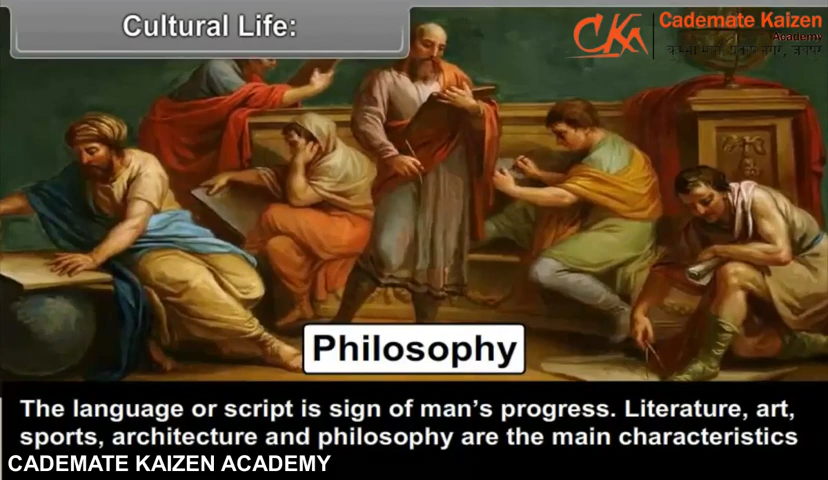 Cultural Life:
Cademate Kaizen
Academy
Philosophy
The language or script is sign of man's progress. Literature, art,
sports, architecture and philosophy are the main characteristics
CADEMATE KAIZEN ACADEMY